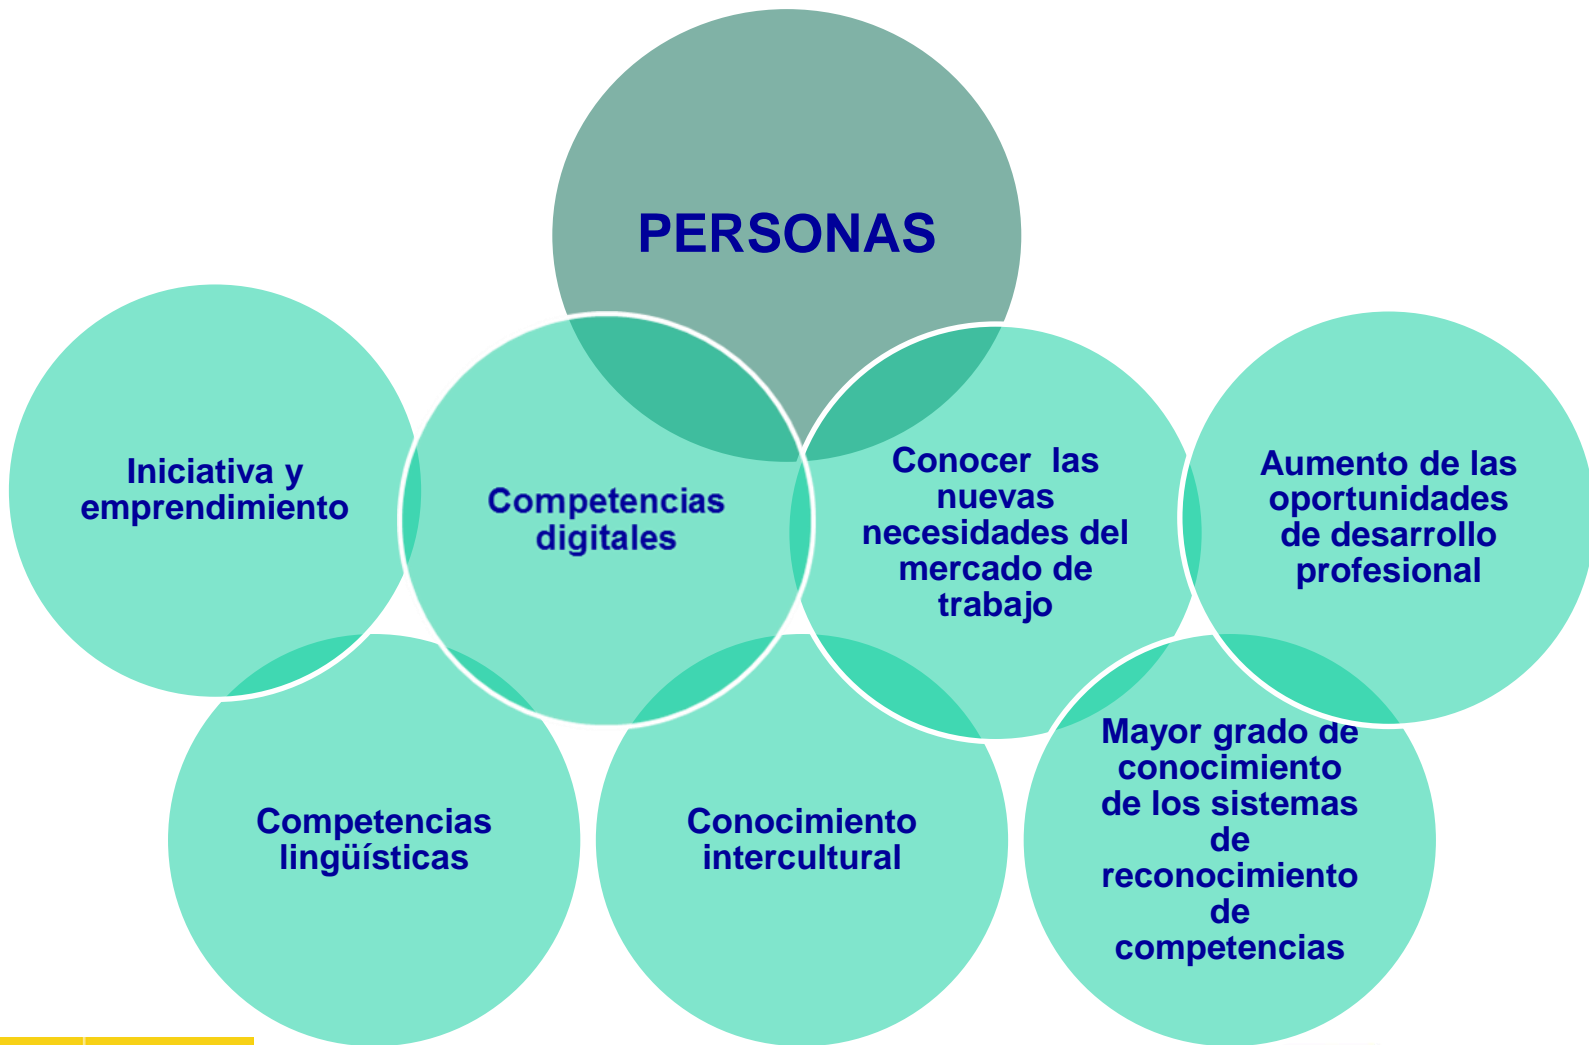 PERSONAS
Iniciativa y
emprendimiento
Competencias
digitales
Conocer las
nuevas
necesidades del
mercado de
trabajo
Aumento de las
oportunidades
de desarrollo
profesional
Competencias
lingüísticas
Conocimiento
intercultural
Mayor grado de
conocimiento
de los sistemas
de
reconocimiento
de
competencias